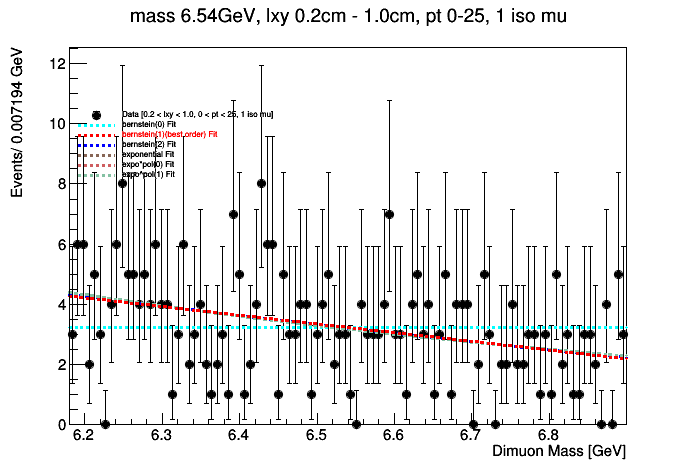 mass 6.54GeV, lxy 0.2cm - 1.0cm, pt 0-25, 1 iso mu
Events/ 0.007194 GeV
12
10
8
6
4
2
0
Data [0.2 < lxy < 1.0, 0 < pt < 25, 1 iso mu]
bernstein(0) Fit
bernstein(1)(best order) Fit
bernstein(2) Fit
exponential Fit
expo*pol(0) Fit
expo*pol(1) Fit
6.2
6.3
6.4
6.5
6.6
6.7
6.8
Dimuon Mass [GeV]